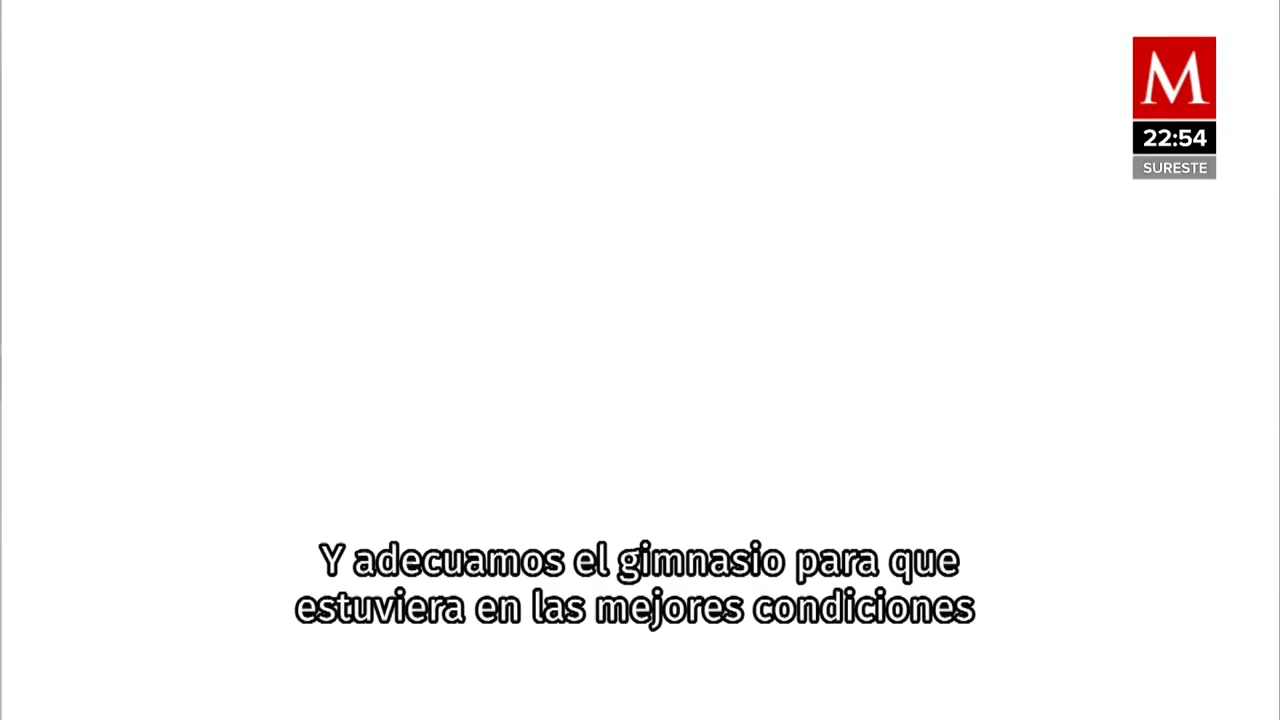 M
22:54
SURESTE
Y adecuamos el gimnasio para que
estuviera en las mejores condiciones